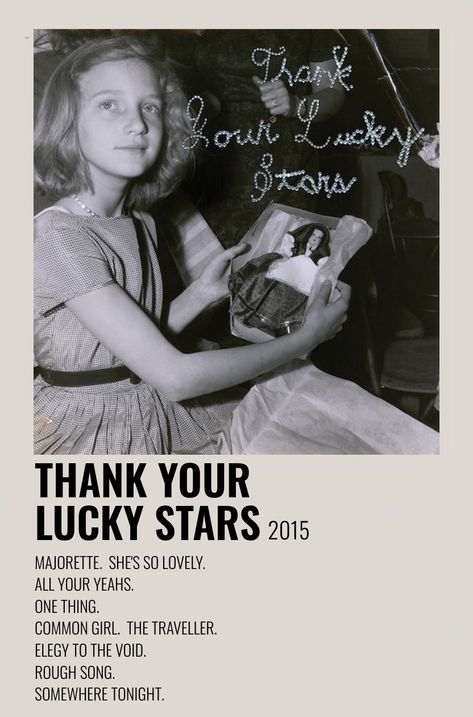 Thank
Your Lucky
Stars
THANK YOUR
LUCKY STARS 2015
MAJORETTE. SHE'S SO LOVELY.
ALL YOUR YEAHS.
ONE THING.
COMMON GIRL. THE TRAVELLER.
ELEGY TO THE VOID.
ROUGH SONG.
SOMEWHERE TONIGHT.